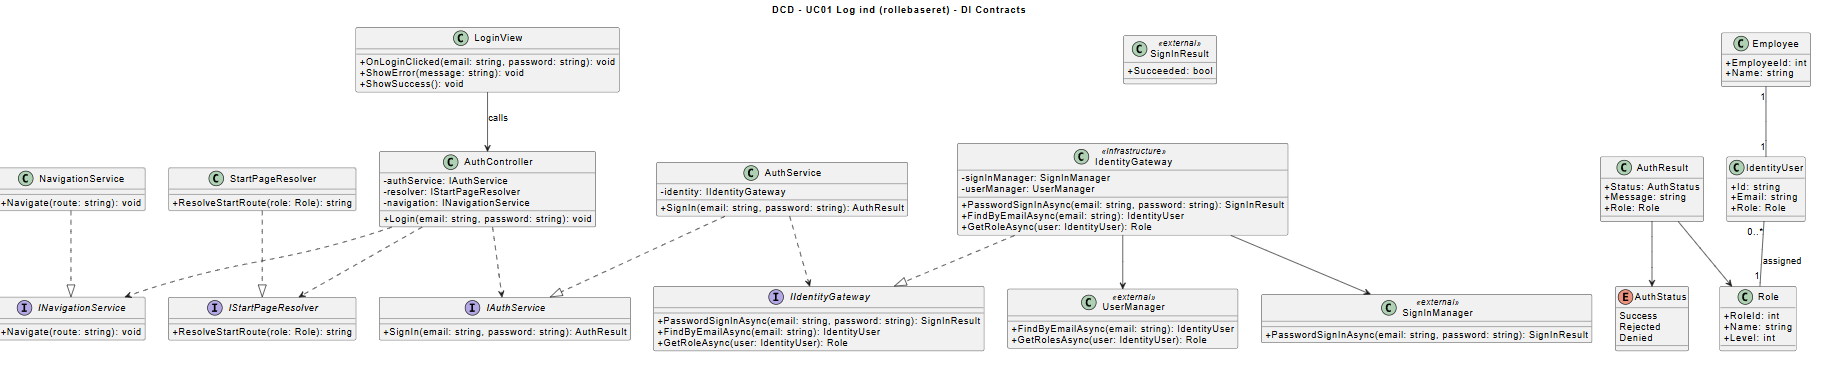 DCD - UC01 Log ind (rollebaseret) - DI Contracts
C LoginView
+OnLoginClicked(email: string, password: string): void
+ShowError(message: string): void
+ShowSuccess(): void
«external»
C SignInResult
+Succeeded: bool
C Employee
+EmployeeId: int
+Name: string
calls
1
1
C NavigationService
+Navigate(route: string): void
C StartPageResolver
+ResolveStartRoute(role: Role): string
C AuthController
-authService: IAuthService
-resolver: IStartPageResolver
-navigation: INavigationService
+Login(email: string, password: string): void
C AuthService
-identity: IIdentityGateway
+SignIn(email: string, password: string): AuthResult
«Infrastructure»
C IdentityGateway
-signInManager: SignInManager
-userManager: UserManager
+PasswordSignInAsync(email: string, password: string): SignInResult
+FindByEmailAsync(email: string): IdentityUser
+GetRoleAsync(user: IdentityUser): Role
C AuthResult
+Status: AuthStatus
+Message: string
+Role: Role
C IdentityUser
+Id: string
+Email: string
+Role: Role
0..*
assigned
1
I INavigationService
+Navigate(route: string): void
I IStartPageResolver
+ResolveStartRoute(role: Role): string
I IAuthService
+SignIn(email: string, password: string): AuthResult
I IIdentityGateway
+PasswordSignInAsync(email: string, password: string): SignInResult
+FindByEmailAsync(email: string): IdentityUser
+GetRoleAsync(user: IdentityUser): Role
«external»
C UserManager
+FindByEmailAsync(email: string): IdentityUser
+GetRolesAsync(user: IdentityUser): Role
«external»
C SignInManager
+PasswordSignInAsync(email: string, password: string): SignInResult
E AuthStatus
Success
Rejected
Denied
C Role
+RoleId: int
+Name: string
+Level: int